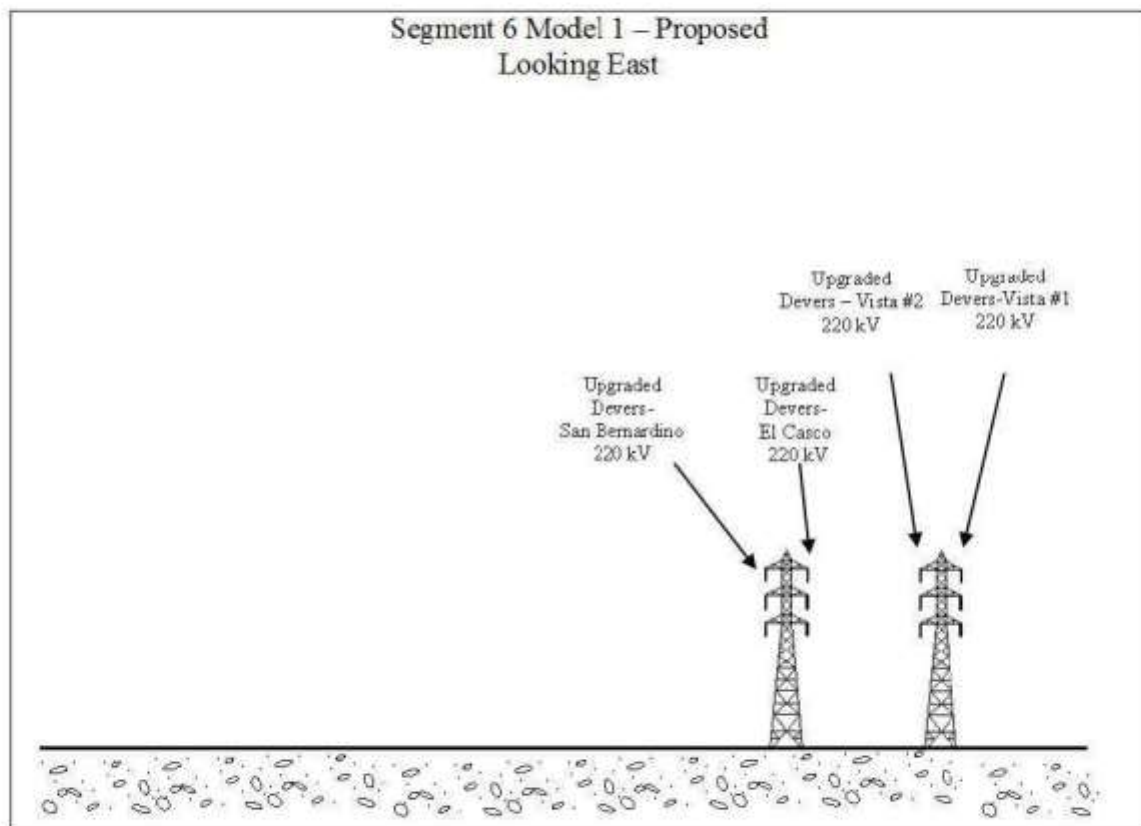 Segment 6 Model 1 – Proposed
Looking East
Upgraded
Devers – Vista #2
220 kV
Upgraded
Devers-Vista #1
220 kV
Upgraded
Devers-
San Bernardino
220 kV
Upgraded
Devers-
El Casco
220 kV